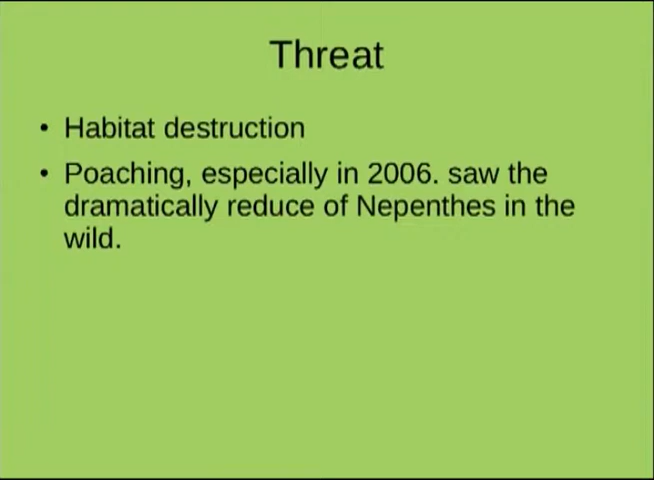 Threat
• Habitat destruction
• Poaching, especially in 2006. saw the
dramatically reduce of Nepenthes in the
wild.